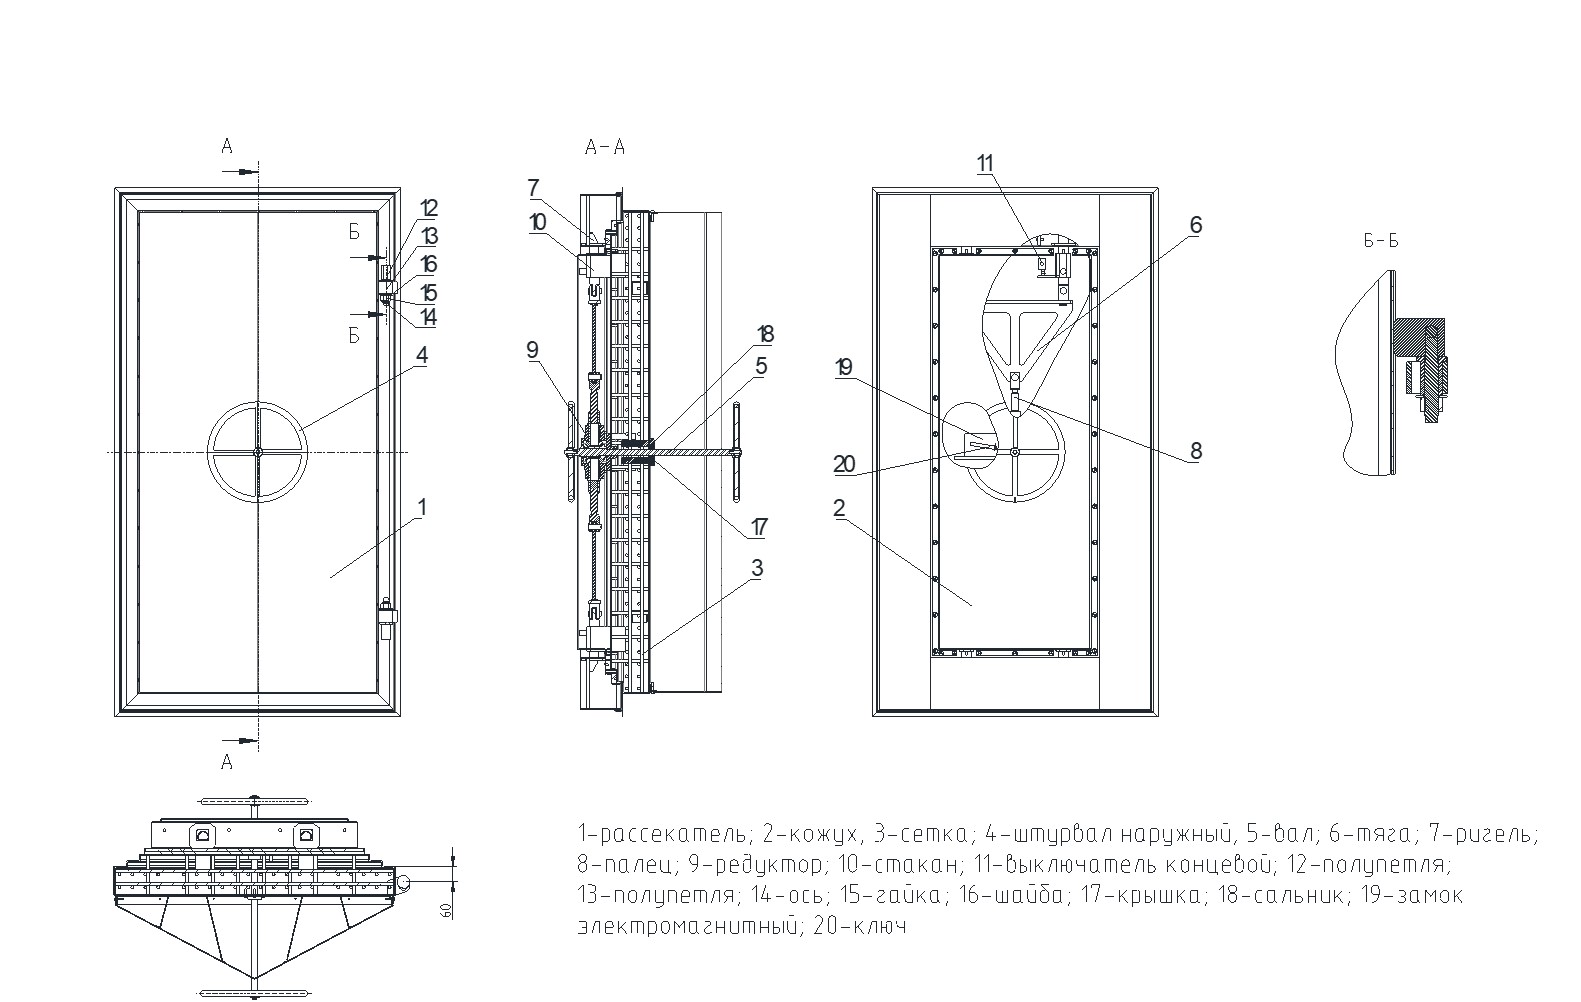 А
А-А
11
7
12
6
10
Б
13
Б-Б
16
15
14
Б
18
9
4
5
19
8
20
1
2
17
3
А
60
1-рассекатель; 2-кожух, 3-сетка; 4-штурвал наружный, 5-вал; 6-тяга; 7-ригель;
8-палец; 9-редуктор; 10-стакан; 11-выключатель концевой; 12-полупетля;
13-полупетля; 14-ось; 15-гайка; 16-шайба; 17-крышка; 18-сальник; 19-замок
электромагнитный; 20-ключ